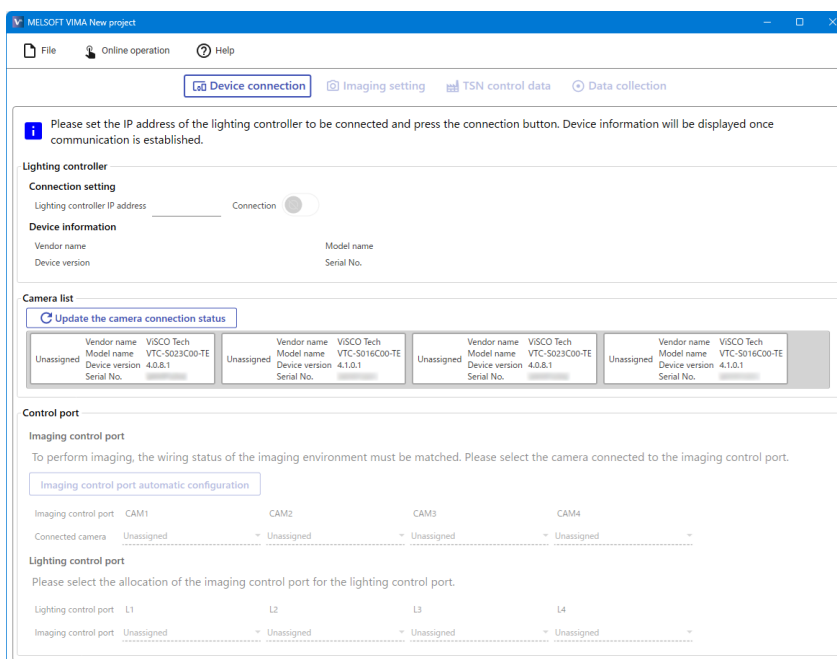 MELSOFT VIMA New project
File Online operation Help
Device connection Imaging setting TSN control data Data collection
Please set the IP address of the lighting controller to be connected and press the connection button. Device information will be displayed once
communication is established.
Lighting controller
Connection setting
Lighting controller IP address Connection
Device information
Vendor name Model name
Device version Serial No.
Camera list
Update the camera connection status
Vendor name ViSCO Tech Vendor name ViSCO Tech Vendor name ViSCO Tech Vendor name ViSCO Tech
Unassigned Model name VTC-S023C00-TE Unassigned Model name VTC-S016C00-TE Unassigned Model name VTC-S023C00-TE Unassigned Model name VTC-S016C00-TE
Device version 4.0.8.1 Device version 4.1.0.1 Device version 4.0.8.1 Device version 4.1.0.1
Serial No. Serial No. Serial No. Serial No.
Control port
Imaging control port
To perform imaging, the wiring status of the imaging environment must be matched. Please select the camera connected to the imaging control port.
Imaging control port automatic configuration
Imaging control port CAM1 CAM2 CAM3 CAM4
Connected camera Unassigned Unassigned Unassigned Unassigned
Lighting control port
Please select the allocation of the imaging control port for the lighting control port.
Lighting control port L1 L2 L3 L4
Imaging control port Unassigned Unassigned Unassigned Unassigned